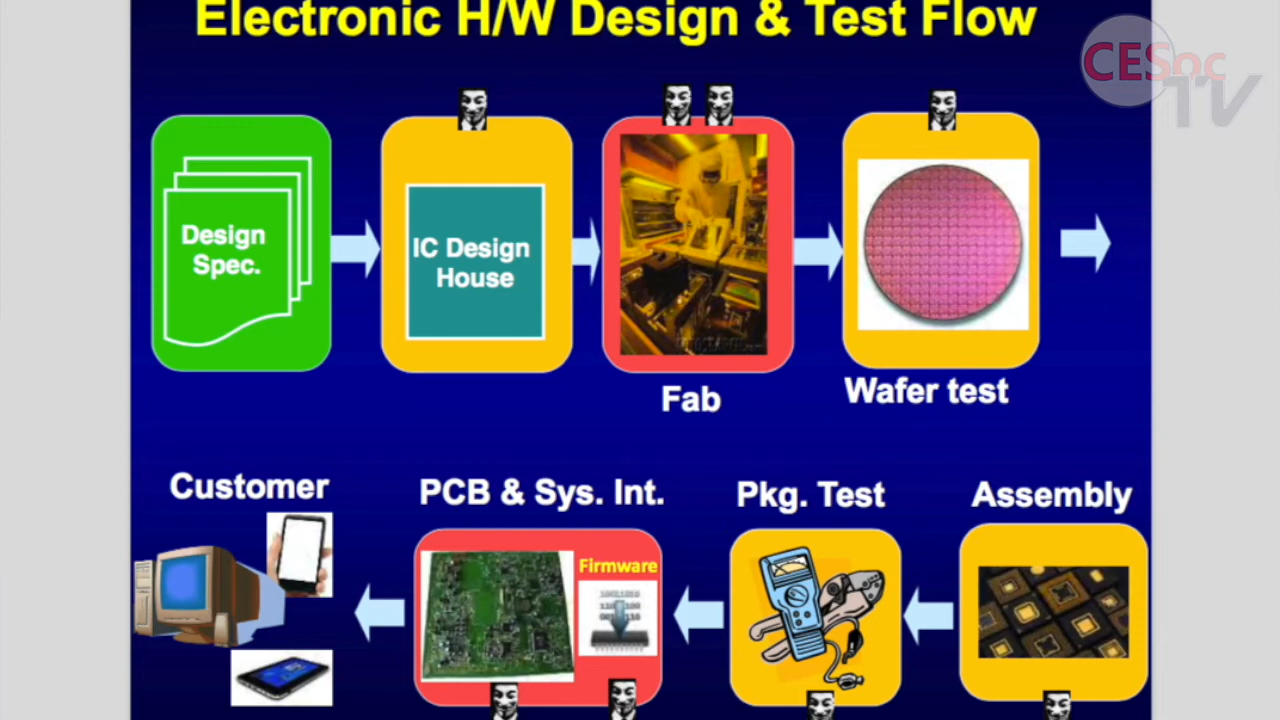 Electronic H/W Design & Test Flow
CESoc
TV
Design
Spec.
IC Design
House
Fab
Wafer test
Customer
PCB & Sys. Int.
Pkg. Test
Assembly
Firmware